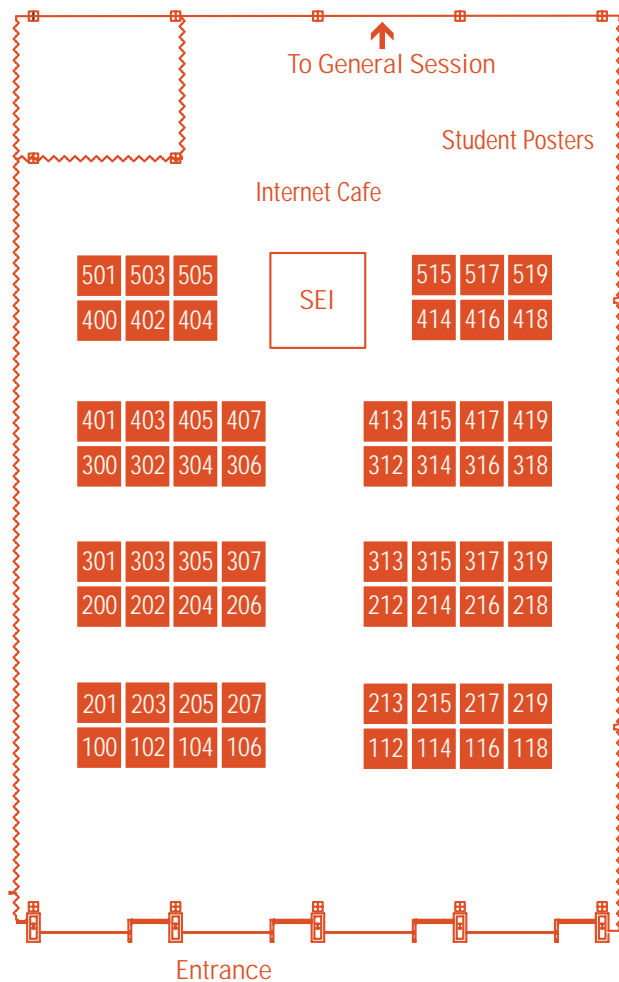 To General Session
Student Posters
Internet Cafe
501 503 505 515 517 519
SEI
400 402 404 414 416 418
401 403 405 407 413 415 417 419
300 302 304 306 312 314 316 318
301 303 305 307 313 315 317 319
200 202 204 206 212 214 216 218
201 203 205 207 213 215 217 219
100 102 104 106 112 114 116 118
Entrance